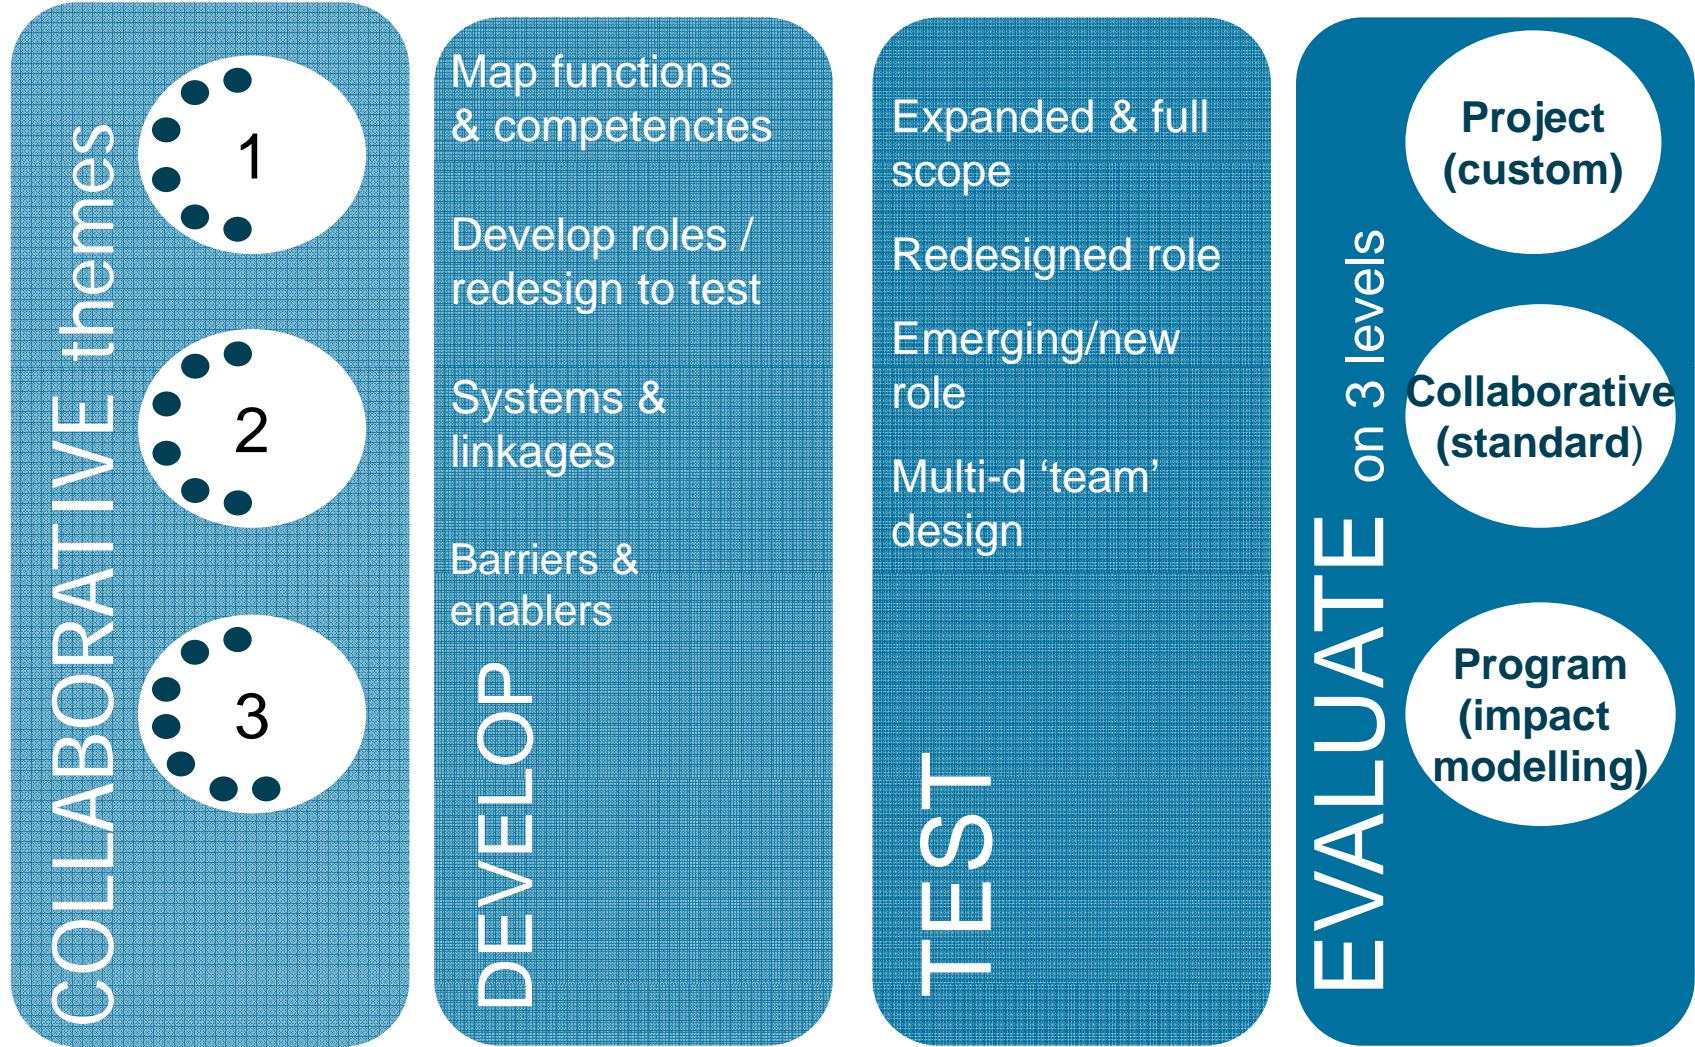 COLLABORATIVE themes
1
2
3
DEVELOP
Map functions
& competencies
Develop roles /
redesign to test
Systems &
linkages
Barriers &
enablers
TEST
Expanded & full
scope
Redesigned role
Emerging/new
role
Multi-d ‘team’
design
EVALUATE on 3 levels
Project
(custom)
Collaborative
(standard)
Program
(impact
modelling)